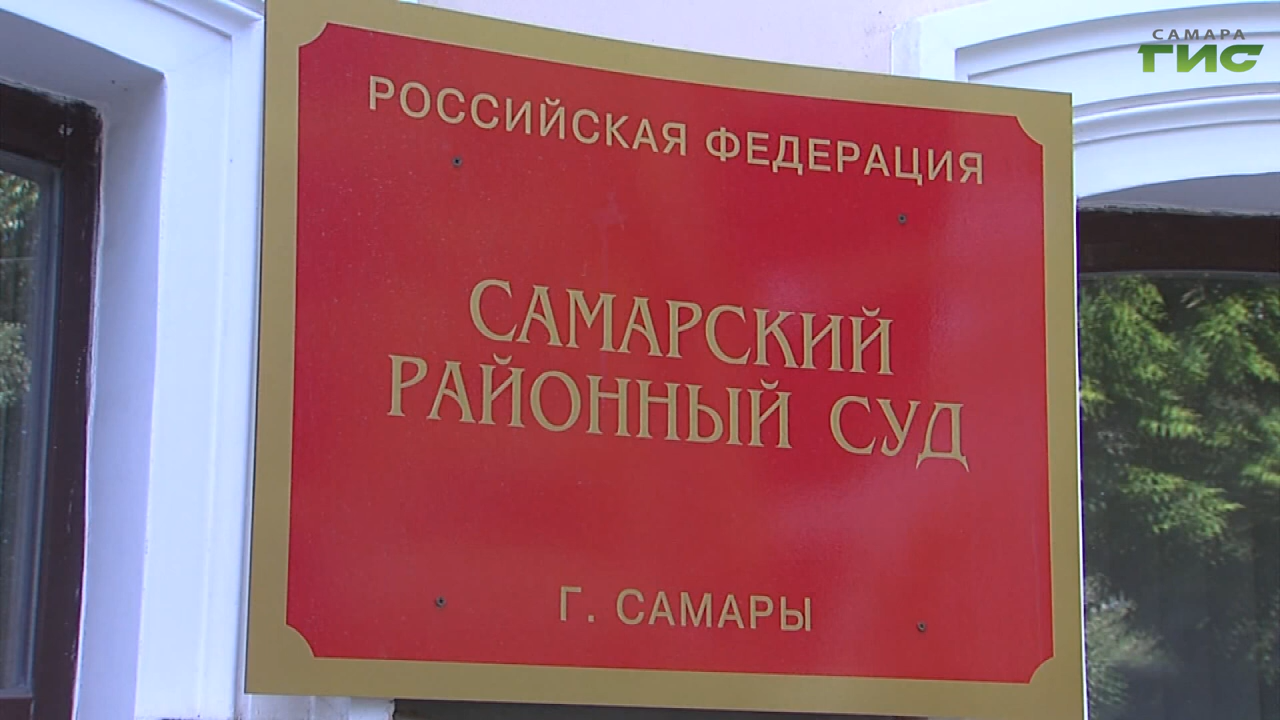 САМАРА
ГИС
РОССИЙСКАЯ ФЕДЕРАЦИЯ
САМАРСКИЙ
РАЙОННЫЙ СУД
Г. САМАРЫ